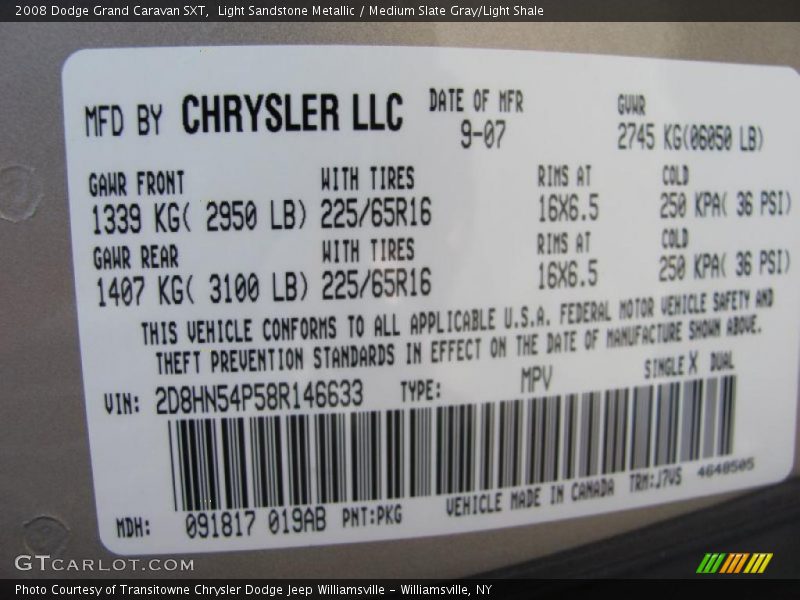 2008 Dodge Grand Caravan SXT,  Light Sandstone Metallic / Medium Slate Gray/Light Shale
MFD BY CHRYSLER LLC DATE OF MFR GVWR
9-07 2745 KG(06050 LB)
GAWR FRONT WITH TIRES RIMS AT COLD
1339 KG( 2950 LB) 225/65R16 16X6.5 250 KPA( 36 PSI)
GAWR REAR WITH TIRES RIMS AT COLD
1407 KG( 3100 LB) 225/65R16 16X6.5 250 KPA( 36 PSI)
THIS VEHICLE CONFORMS TO ALL APPLICABLE U.S.A. FEDERAL MOTOR VEHICLE SAFETY AND
THEFT PREVENTION STANDARDS IN EFFECT ON THE DATE OF MANUFACTURE SHOWN ABOVE.
VIN: 2D8HN54P58R146633 TYPE: MPV SINGLE X DUAL
MDH: 091817 019AB PNT:PKG VEHICLE MADE IN CANADA TRM:J7VS 4648505
GTCARLOT.COM
Photo Courtesy of Transitowne Chrysler Dodge Jeep Williamsville - Williamsville, NY